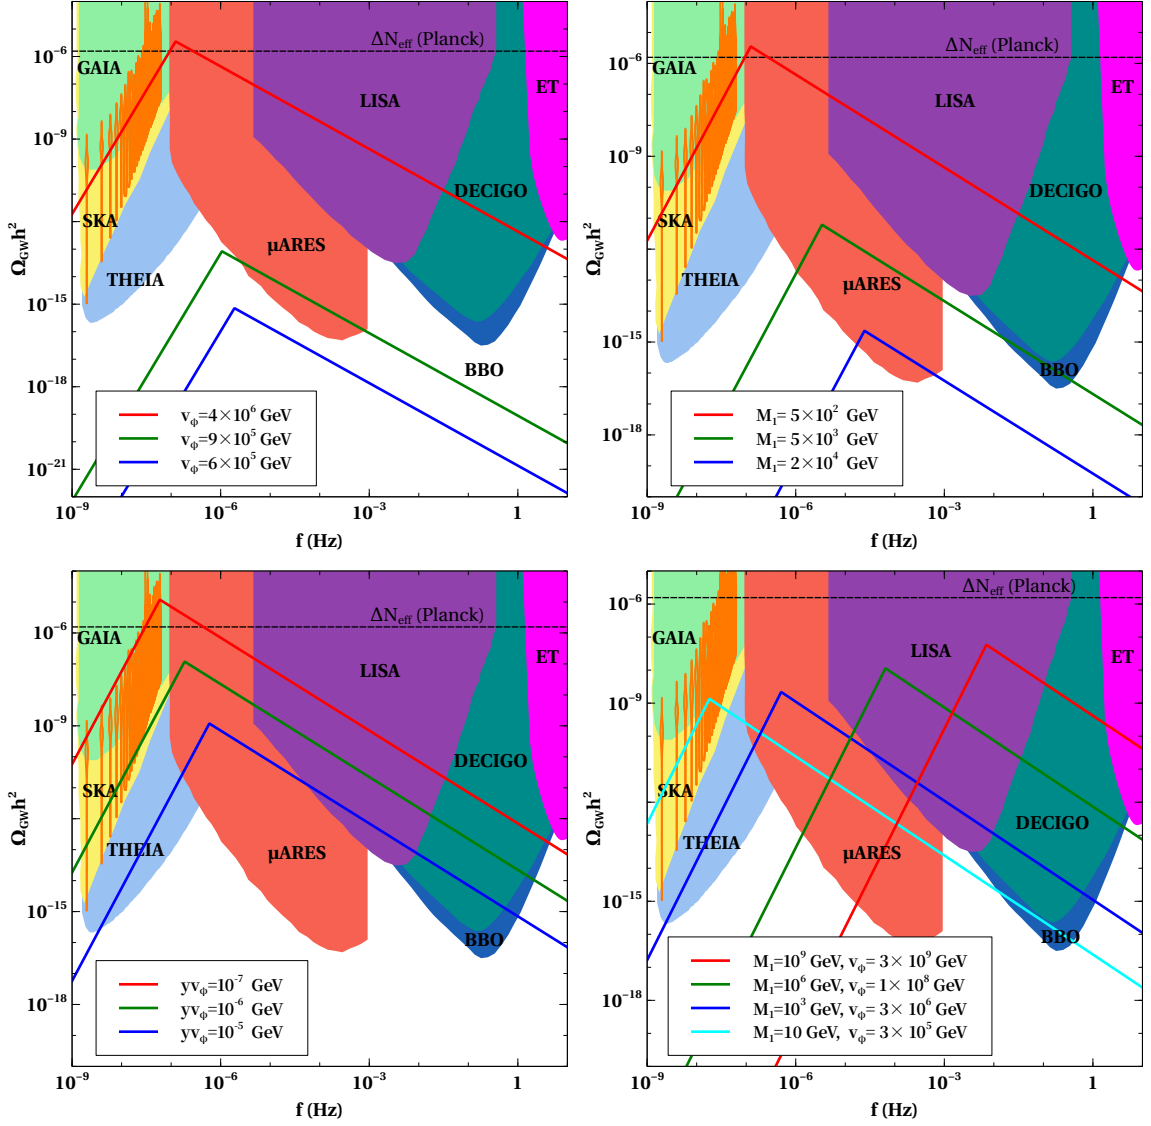 ΔN_eff (Planck)
GAIA
LISA
ET
DECIGO
SKA
μARES
THEIA
BBO
10^-6
10^-9
10^-12
10^-15
10^-18
10^-21
Ω_GW h^2
v_ϕ=4×10^6 GeV
v_ϕ=9×10^5 GeV
v_ϕ=6×10^5 GeV
10^-9 10^-6 10^-3 1
f (Hz)
ΔN_eff (Planck)
GAIA
LISA
ET
DECIGO
SKA
μARES
THEIA
BBO
10^-6
10^-9
10^-12
10^-15
10^-18
Ω_GW h^2
M_1= 5×10^2 GeV
M_1= 5×10^3 GeV
M_1= 2×10^4 GeV
10^-9 10^-6 10^-3 1
f (Hz)
ΔN_eff (Planck)
GAIA
LISA
ET
DECIGO
SKA
THEIA
μARES
BBO
10^-6
10^-9
10^-12
10^-15
10^-18
Ω_GW h^2
yv_ϕ=10^-7 GeV
yv_ϕ=10^-6 GeV
yv_ϕ=10^-5 GeV
10^-9 10^-6 10^-3 1
f (Hz)
ΔN_eff (Planck)
GAIA
LISA
ET
SKA
DECIGO
THEIA
μARES
BBO
10^-6
10^-9
10^-12
10^-15
10^-18
Ω_GW h^2
M_1=10^9 GeV, v_ϕ= 3× 10^9 GeV
M_1=10^6 GeV, v_ϕ= 1× 10^8 GeV
M_1=10^3 GeV, v_ϕ= 3× 10^6 GeV
M_1=10 GeV, v_ϕ= 3× 10^5 GeV
10^-9 10^-6 10^-3 1
f (Hz)